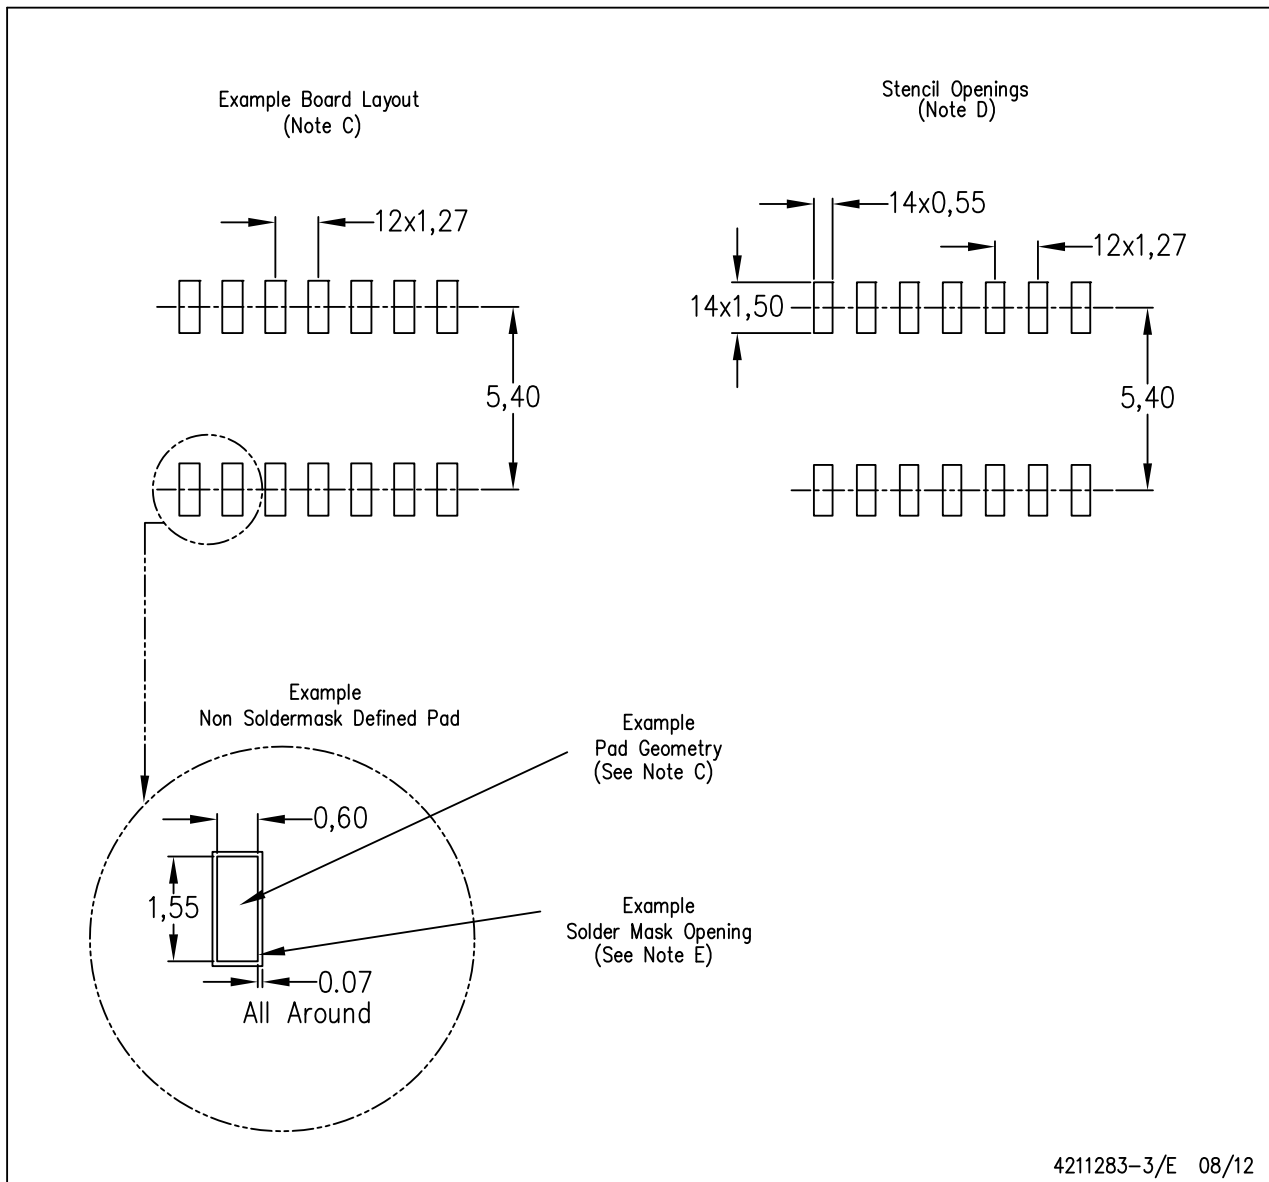 Example Board Layout
(Note C)
Stencil Openings
(Note D)
12x1,27
14x0,55
12x1,27
14x1,50
5,40
5,40
Example
Non Soldermask Defined Pad
Example
Pad Geometry
(See Note C)
0,60
1,55
Example
Solder Mask Opening
(See Note E)
0.07
All Around
4211283-3/E 08/12